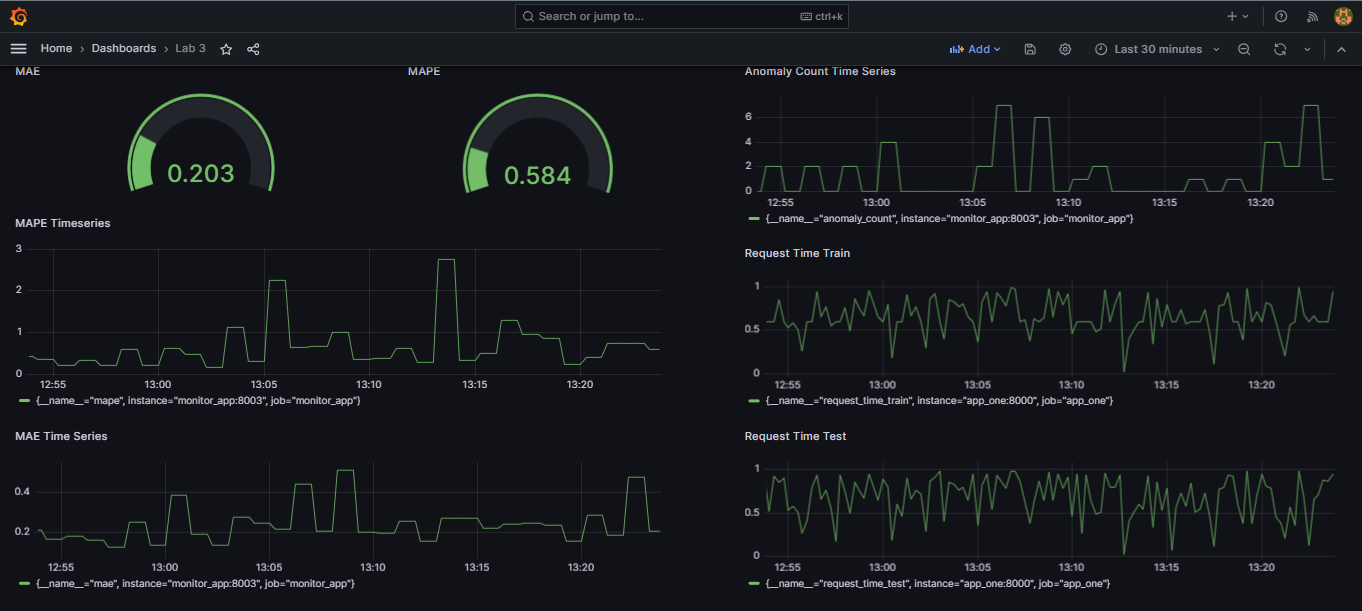 Search or jump to...
ctrl+k
Home › Dashboards › Lab 3
Add
Last 30 minutes
MAE
0.203
MAPE
0.584
MAPE Timeseries
3
2
1
0
12:55 13:00 13:05 13:10 13:15 13:20
{__name__="mape", instance="monitor_app:8003", job="monitor_app"}
MAE Time Series
0.4
0.2
12:55 13:00 13:05 13:10 13:15 13:20
{__name__="mae", instance="monitor_app:8003", job="monitor_app"}
Anomaly Count Time Series
6
4
2
0
12:55 13:00 13:05 13:10 13:15 13:20
{__name__="anomaly_count", instance="monitor_app:8003", job="monitor_app"}
Request Time Train
1
0.5
0
12:55 13:00 13:05 13:10 13:15 13:20
{__name__="request_time_train", instance="app_one:8000", job="app_one"}
Request Time Test
1
0.5
0
12:55 13:00 13:05 13:10 13:15 13:20
{__name__="request_time_test", instance="app_one:8000", job="app_one"}